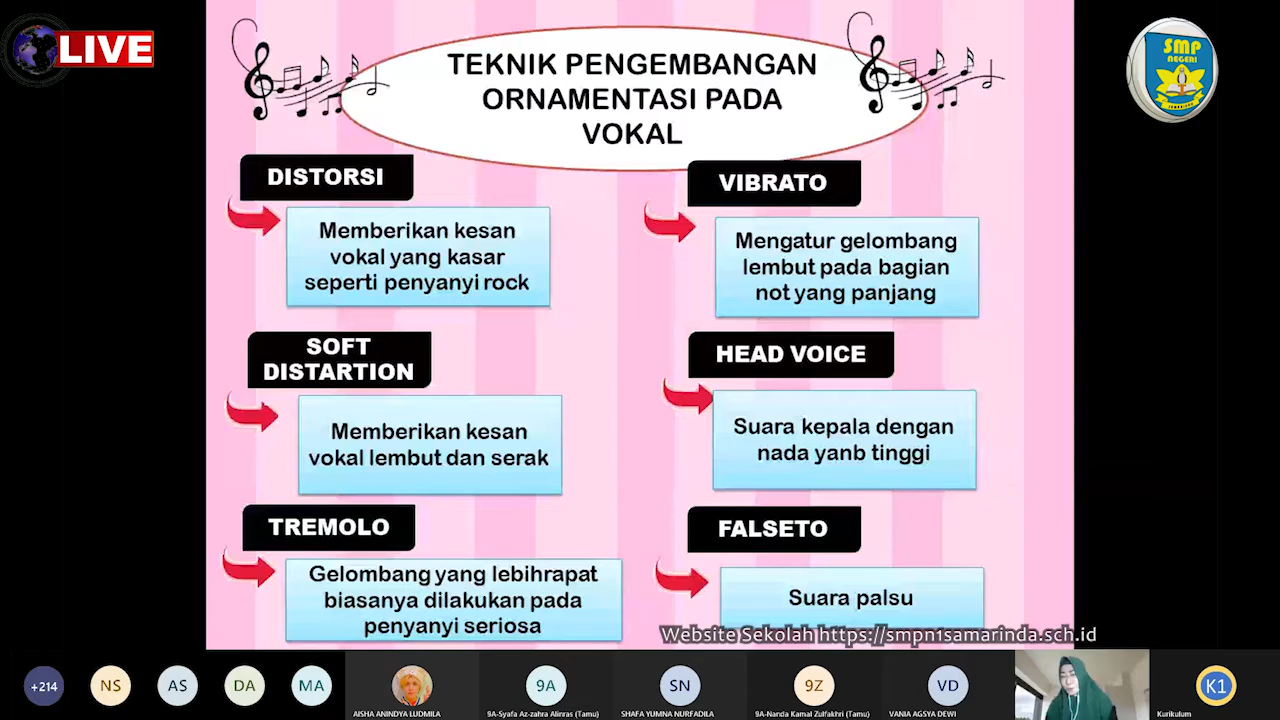 LIVE
SMP
NEGERI
TEKNIK PENGEMBANGAN
ORNAMENTASI PADA
VOKAL
DISTORSI
Memberikan kesan
vokal yang kasar
seperti penyanyi rock
VIBRATO
Mengatur gelombang
lembut pada bagian
not yang panjang
SOFT
DISTARTION
Memberikan kesan
vokal lembut dan serak
HEAD VOICE
Suara kepala dengan
nada yanb tinggi
TREMOLO
Gelombang yang lebihrapat
biasanya dilakukan pada
penyanyi seriosa
FALSETO
Suara palsu
Website Sekolah https://smpn1samarinda.sch.id
+214
NS
AS
DA
MA
AISHA ANINDYA LUDMILA
9A
9A-Syafa Az-zahra Alinras (Tamu)
SN
SHAFA YUMNA NURFADILA
9Z
9A-Nanda Kamal Zulfakhri (Tamu)
VD
VANIA AGSYA DEWI
K1
Kurikulum